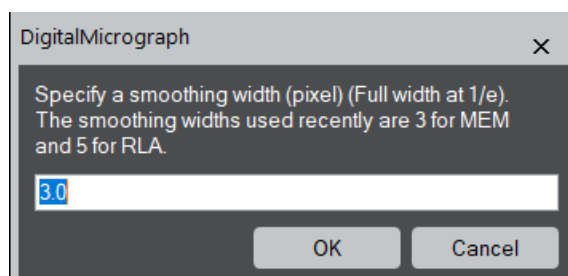 DigitalMicrograph
Specify a smoothing width (pixel) (Full width at 1/e).
The smoothing widths used recently are 3 for MEM
and 5 for RLA.
3.0
OK Cancel